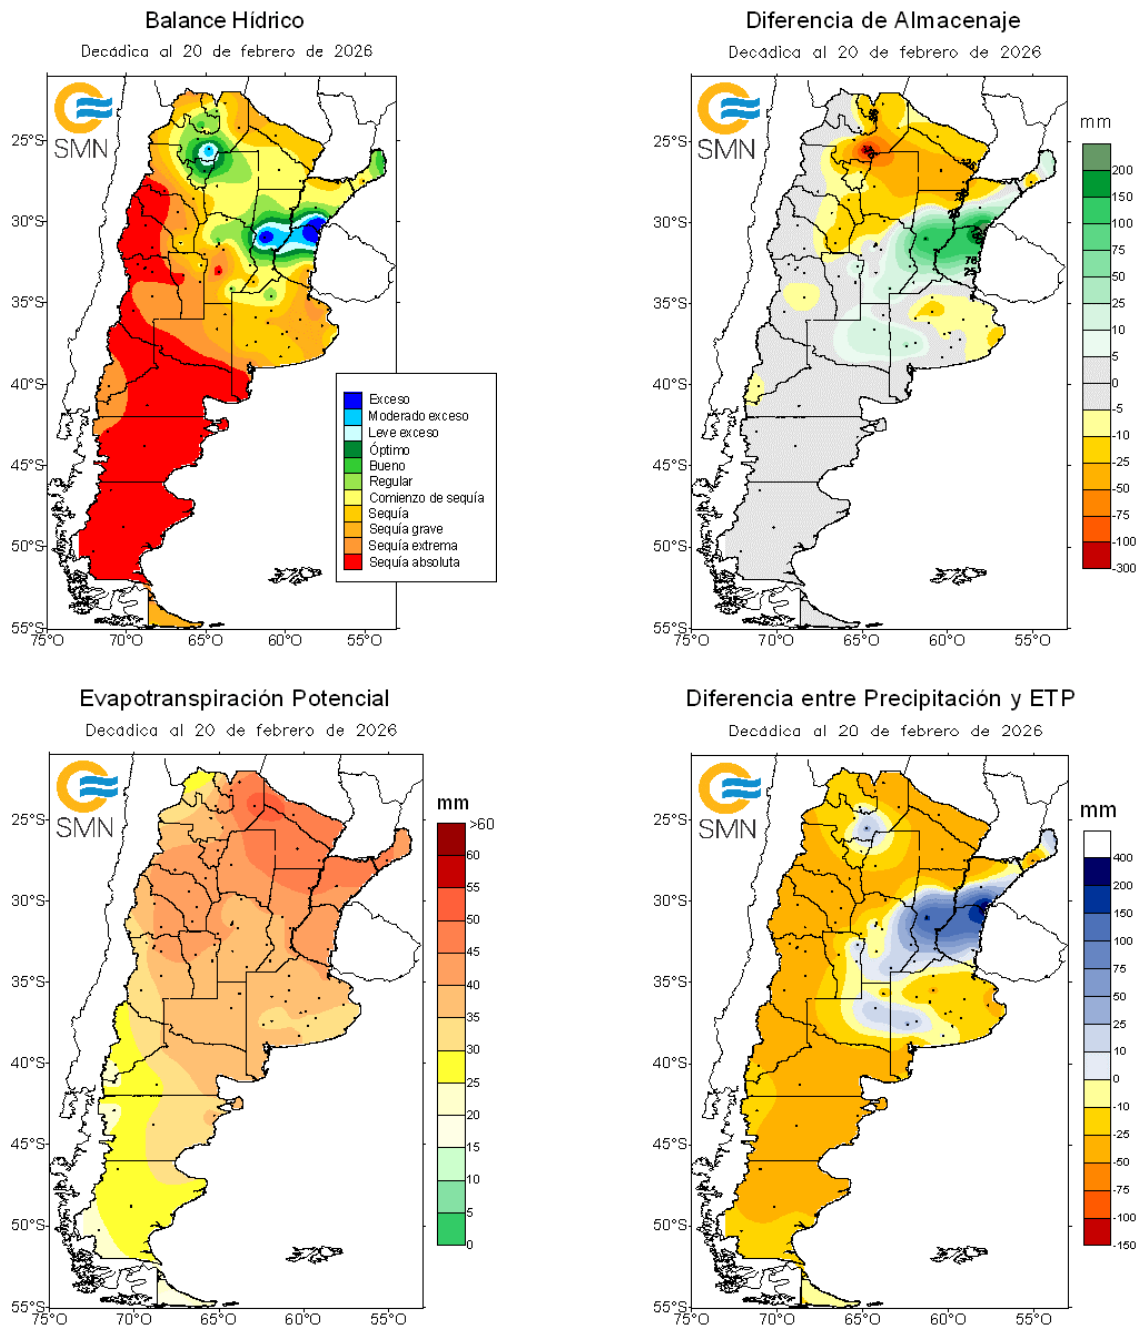 Balance Hídrico
Decádica al 20 de febrero de 2026
SMN
25°S
30°S
35°S
40°S
45°S
50°S
55°S
75°O
70°O
65°O
60°O
55°O
Exceso
Moderado exceso
Leve exceso
Óptimo
Bueno
Regular
Comienzo de sequía
Sequía
Sequía grave
Sequía extrema
Sequía absoluta
Diferencia de Almacenaje
Decádica al 20 de febrero de 2026
SMN
25°S
30°S
35°S
40°S
45°S
50°S
55°S
75°O
70°O
65°O
60°O
55°O
76
25
mm
200
150
100
75
50
25
10
5
0
-5
-10
-25
-50
-75
-100
-300
Evapotranspiración Potencial
Decádica al 20 de febrero de 2026
SMN
25°S
30°S
35°S
40°S
45°S
50°S
55°S
75°O
70°O
65°O
60°O
55°O
mm
>60
60
55
50
45
40
35
30
25
20
15
10
5
0
Diferencia entre Precipitación y ETP
Decádica al 20 de febrero de 2026
SMN
25°S
30°S
35°S
40°S
45°S
50°S
55°S
75°O
70°O
65°O
60°O
55°O
mm
400
200
150
100
75
50
25
10
0
-10
-25
-50
-75
-100
-150